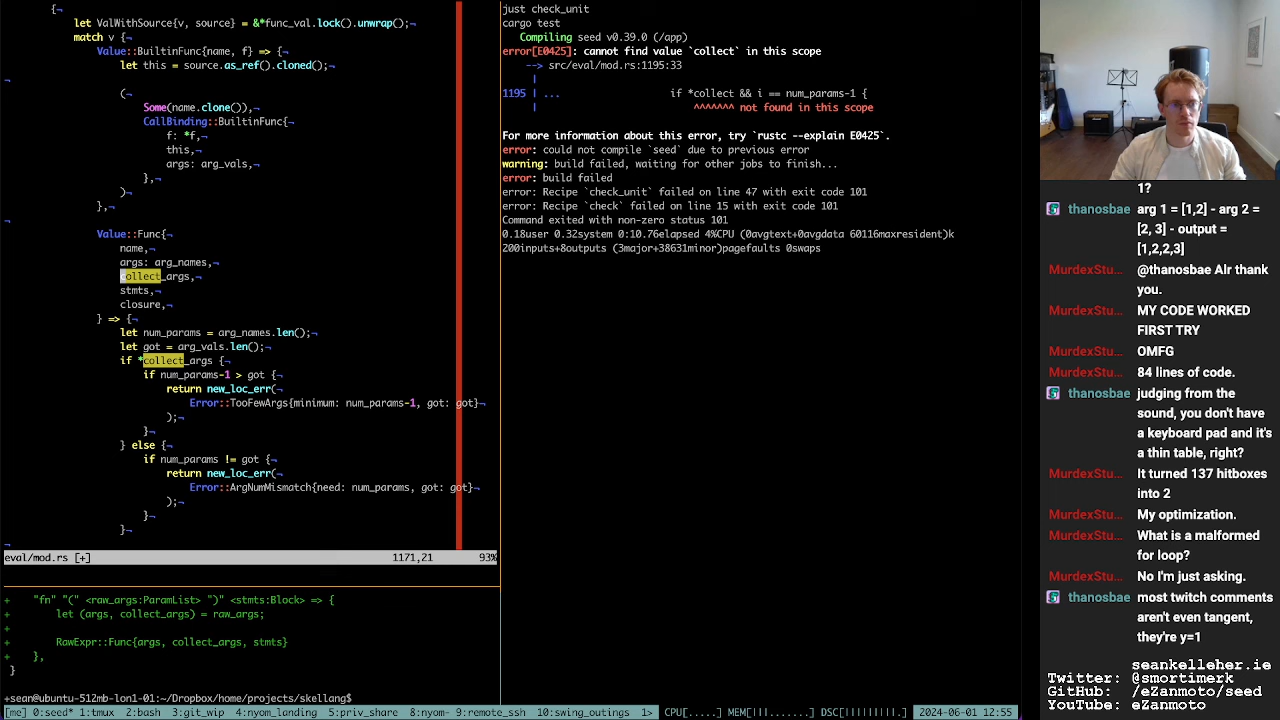 {¬
let ValWithSource{v, source} = &*func_val.lock().unwrap();¬
match v {¬
Value::BuiltinFunc{name, f} => {¬
let this = source.as_ref().cloned();¬
¬
(¬
Some(name.clone()),¬
CallBinding::BuiltinFunc{¬
f: *f,¬
this,¬
args: arg_vals,¬
},¬
)¬
},¬
¬
Value::Func{¬
name,¬
args: arg_names,¬
collect_args,¬
stmts,¬
closure,¬
} => {¬
let num_params = arg_names.len();¬
let got = arg_vals.len();¬
if *collect_args {¬
if num_params-1 > got {¬
return new_loc_err(¬
Error::TooFewArgs{minimum: num_params-1, got: got}¬
);¬
}¬
} else {¬
if num_params != got {¬
return new_loc_err(¬
Error::ArgNumMismatch{need: num_params, got: got}¬
);¬
}¬
}¬
¬
eval/mod.rs [+] 1171,21 93%
+ "fn" "(" <raw_args:ParamList> ")" <stmts:Block> => {
+ let (args, collect_args) = raw_args;
+
+ RawExpr::Func{args, collect_args, stmts}
+ },
}
+sean@ubuntu-512mb-lon1-01:~/Dropbox/home/projects/skellang$
just check_unit
cargo test
Compiling seed v0.39.0 (/app)
error[E0425]: cannot find value `collect` in this scope
--> src/eval/mod.rs:1195:33
|
1195 | ... if *collect && i == num_params-1 {
| ^^^^^^^ not found in this scope
For more information about this error, try `rustc --explain E0425`.
error: could not compile `seed` due to previous error
warning: build failed, waiting for other jobs to finish...
error: build failed
error: Recipe `check_unit` failed on line 47 with exit code 101
error: Recipe `check` failed on line 15 with exit code 101
Command exited with non-zero status 101
0.18user 0.32system 0:10.76elapsed 4%CPU (0avgtext+0avgdata 60116maxresident)k
200inputs+8outputs (3major+38631minor)pagefaults 0swaps
1?
thanosbae arg 1 = [1,2] - arg 2 =
[2, 3] - output =
[1,2,2,3]
MurdexStu... @thanosbae Alr thank
you.
MurdexStu... MY CODE WORKED
FIRST TRY
MurdexStu... OMFG
MurdexStu... 84 lines of code.
thanosbae judging from the
sound, you don't have
a keyboard pad and it's
a thin table, right?
MurdexStu... It turned 137 hitboxes
into 2
MurdexStu... My optimization.
MurdexStu... What is a malformed
for loop?
MurdexStu... No I'm just asking.
thanosbae most twitch comments
aren't even tangent,
they're y=1
Twitter: seankelleher.ie
@smortimerk
GitHub: /ezanmoto/seed
[me] 0:seed* 1:tmux 2:bash 3:git_wip 4:nyom_landing 5:priv_share 8:nyom- 9:remote_ssh 10:swing_outings 1> CPU[.....] MEM[|||.......] DSC[|||||||||.] 2024-06-01 12:55